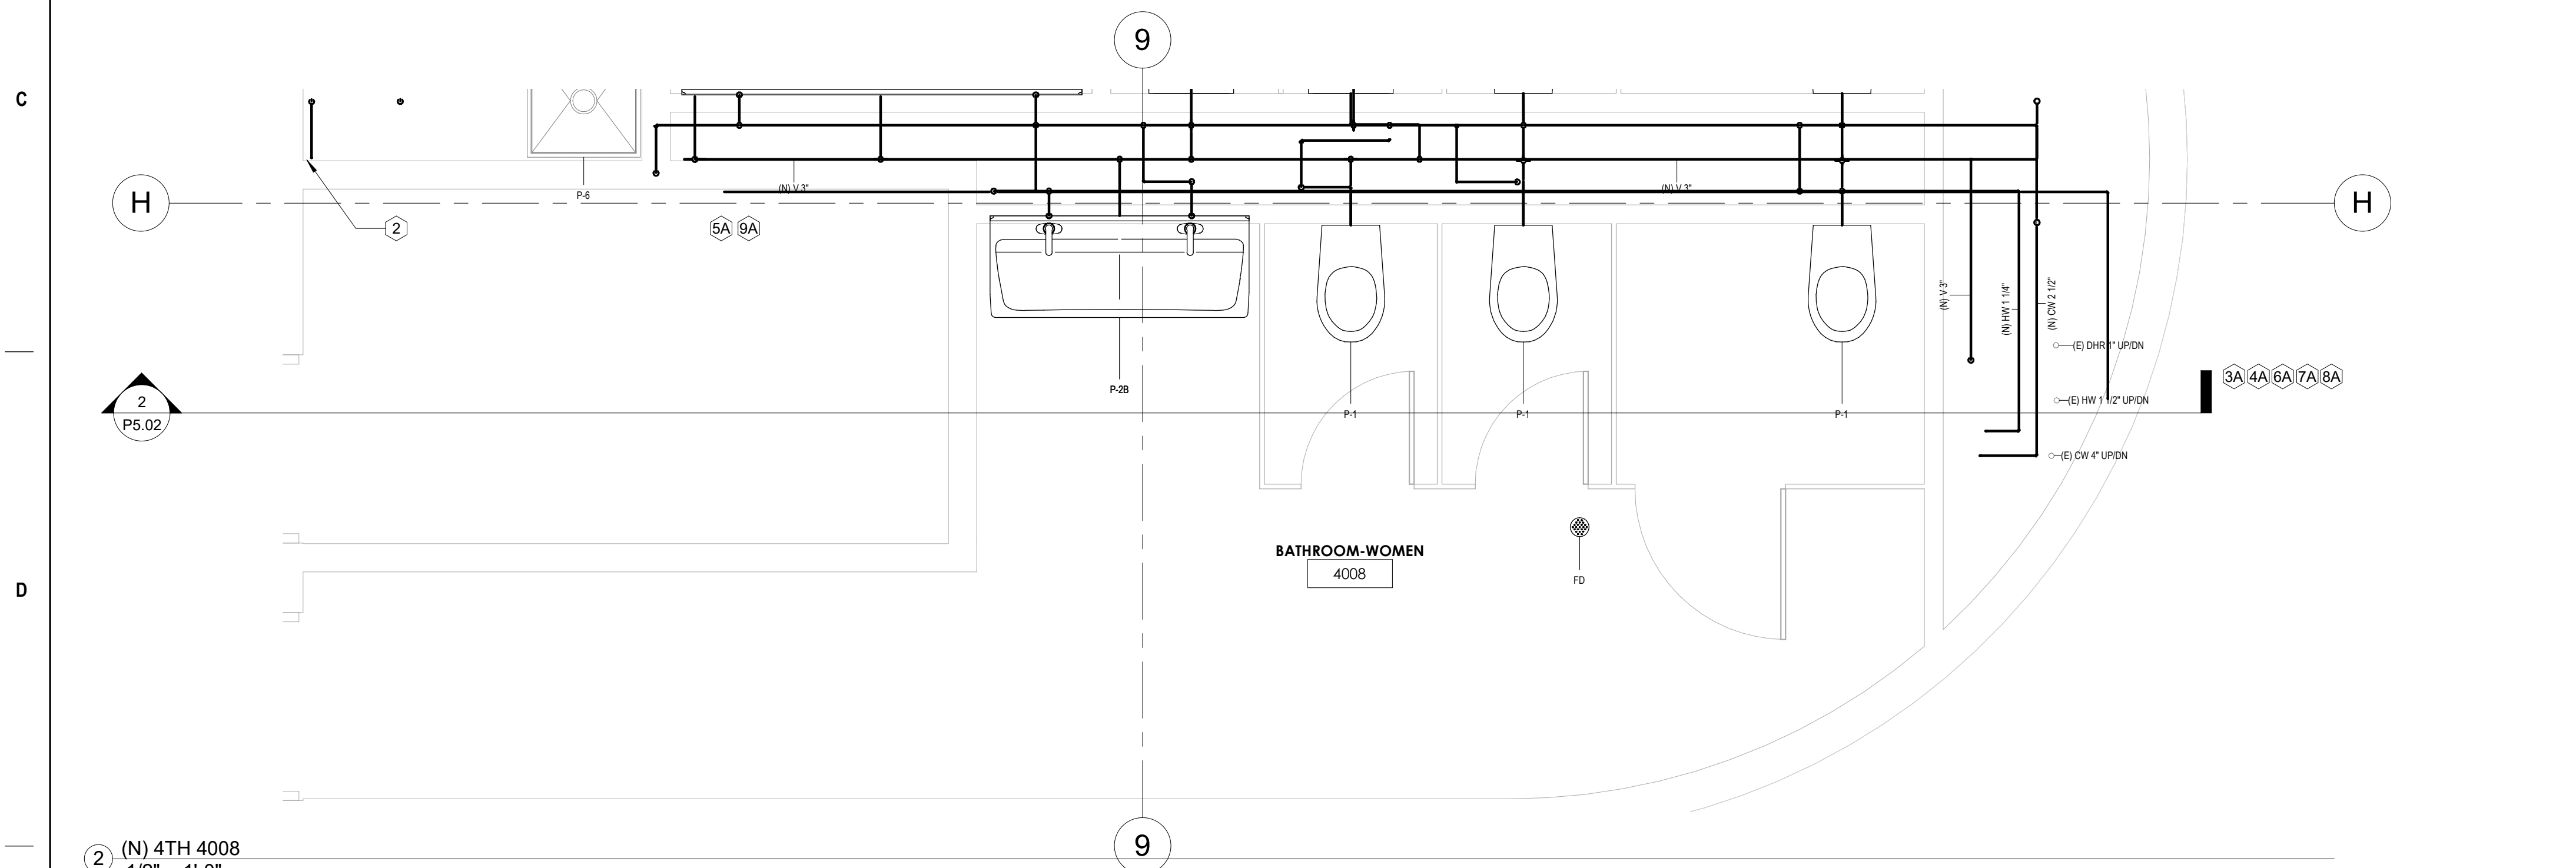 9
C
P-6
(N) V 3"
(N) V 3"
H
H
2
5A 9A
(N) V 3"
(N) HW 1 1/4"
(N) CW 2 1/2"
(E) DHR 1" UP/DN
3A 4A 6A 7A 8A
P-2B
2
P5.02
(E) HW 1 1/2" UP/DN
P-1
P-1
P-1
(E) CW 4" UP/DN
BATHROOM-WOMEN
4008
FD
D
9
2
(N) 4TH 4008